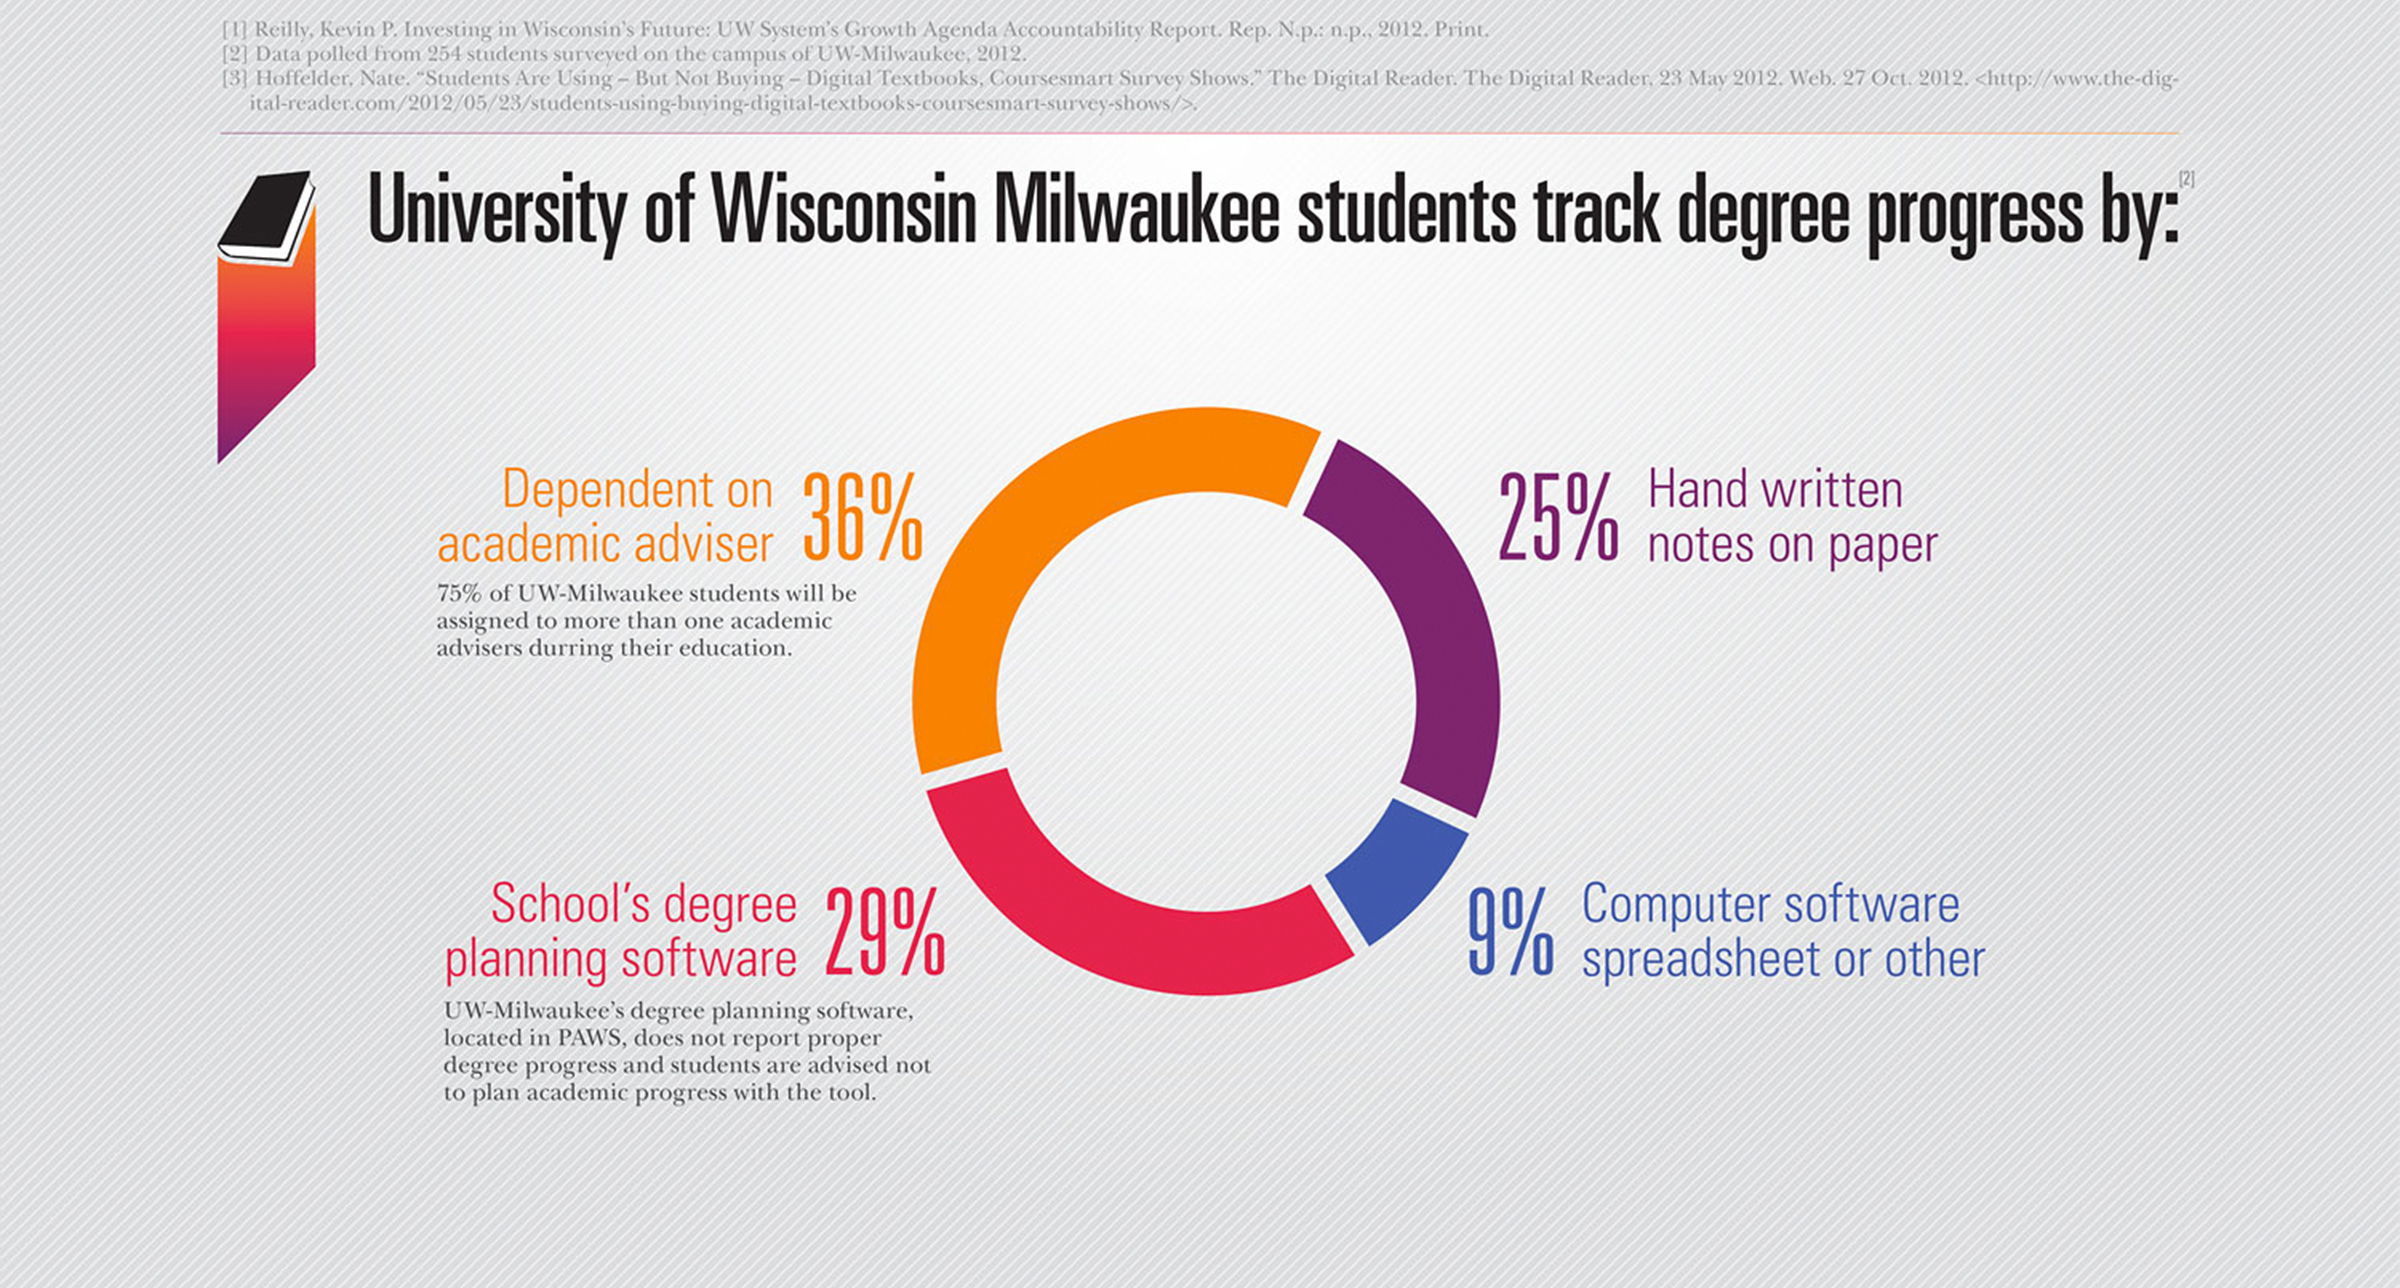 [1] Reilly, Kevin P. Investing in Wisconsin's Future: UW System's Growth Agenda Accountability Report. Rep. N.p.: n.p., 2012. Print.
[2] Data polled from 254 students surveyed on the campus of UW-Milwaukee, 2012.
[3] Hoffelder, Nate. “Students Are Using – But Not Buying – Digital Textbooks, Coursesmart Survey Shows.” The Digital Reader. The Digital Reader, 23 May 2012. Web. 27 Oct. 2012. <http://www.the-dig-
ital-reader.com/2012/05/23/students-using-buying-digital-textbooks-coursesmart-survey-shows/>.
University of Wisconsin Milwaukee students track degree progress by:[2]
Dependent on
academic adviser
36%
75% of UW-Milwaukee students will be
assigned to more than one academic
advisers durring their education.
25%
Hand written
notes on paper
School's degree
planning software
29%
UW-Milwaukee's degree planning software,
located in PAWS, does not report proper
degree progress and students are advised not
to plan academic progress with the tool.
9%
Computer software
spreadsheet or other